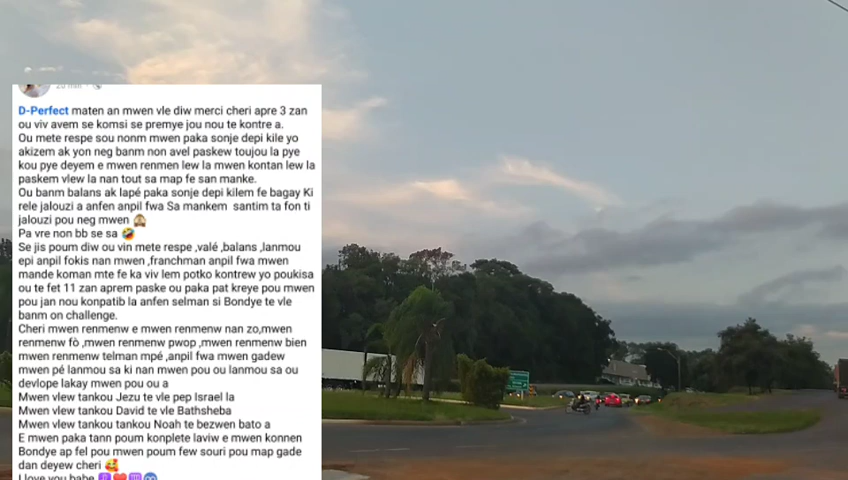 20 min
D-Perfect maten an mwen vle diw merci cheri apre 3 zan
ou viv avem se komsi se premye jou nou te kontre a.
Ou mete respe sou nonm mwen paka sonje depi kile yo
akizem ak yon neg banm non avel paskew toujou la pye
kou pye deyem e mwen renmen lew la mwen kontan lew la
paskem vlew la nan tout sa map fe san manke.
Ou banm balans ak lapé paka sonje depi kilem fe bagay Ki
rele jalouzi a anfen anpil fwa Sa mankem santim ta fon ti
jalouzi pou neg mwen 🙈
Pa vre non bb se sa 🤣
Se jis poum diw ou vin mete respe ,valé ,balans ,lanmou
epi anpil fokis nan mwen ,franchman anpil fwa mwen
mande koman mte fe ka viv lem potko kontrew yo poukisa
ou te fet 11 zan aprem paske ou paka pat kreye pou mwen
pou jan nou konpatib la anfen selman si Bondye te vle
banm on challenge.
Cheri mwen renmenw e mwen renmenw nan zo,mwen
renmenw fò ,mwen renmenw pwop ,mwen renmenw bien
mwen renmenw telman mpé ,anpil fwa mwen gadew
mwen pé lanmou sa ki nan mwen pou ou lanmou sa ou
devlope lakay mwen pou ou a
Mwen vlew tankou Jezu te vle pep Israel la
Mwen vlew tankou David te vle Bathsheba
Mwen vlew tankou tankou Noah te bezwen bato a
E mwen paka tann poum konplete laviw e mwen konnen
Bondye ap fel pou mwen poum few souri pou map gade
dan deyew cheri 🥰
I love you babe